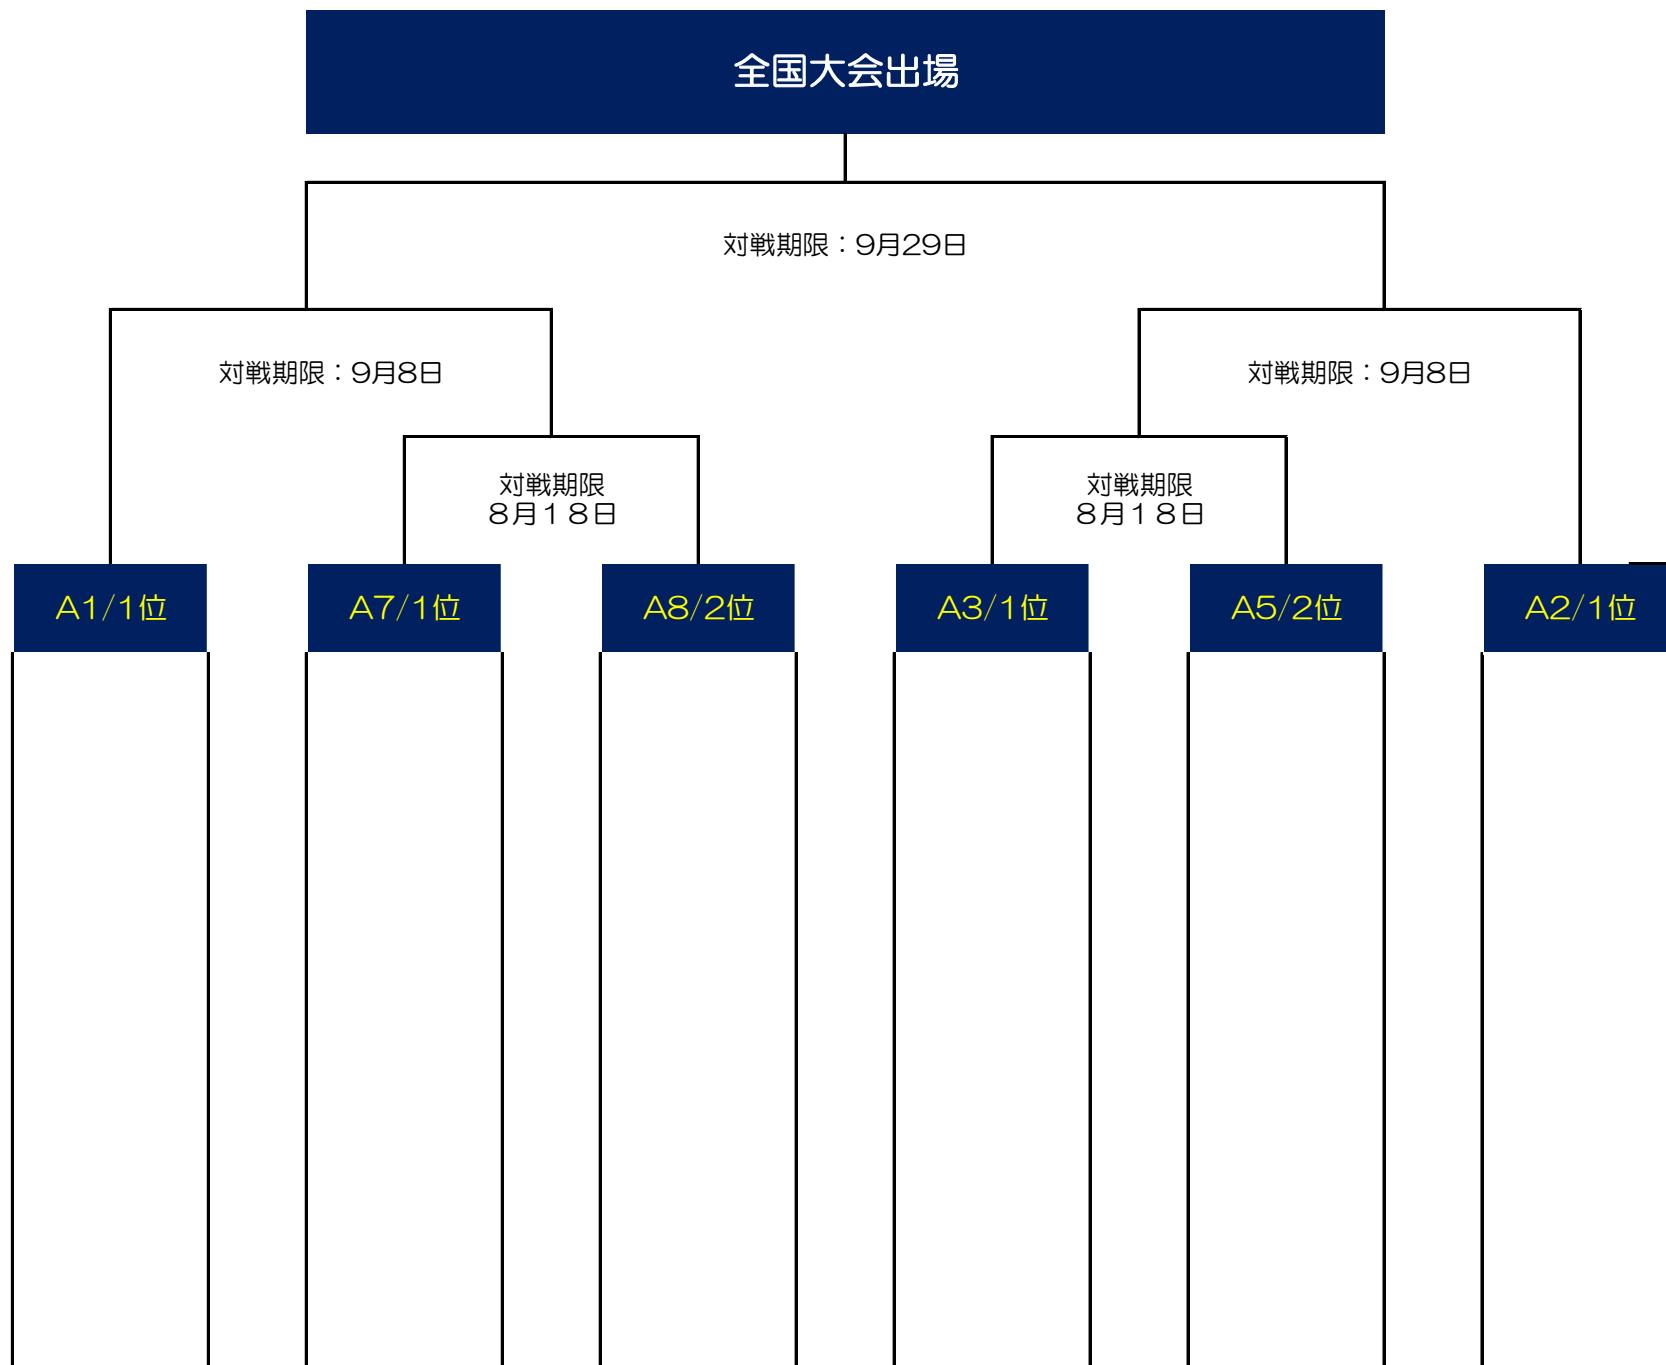 全国大会出場
対戦期限：9月29日
対戦期限：9月8日
対戦期限：9月8日
対戦期限
８月１８日
対戦期限
８月１８日
A1/1位
A7/1位
A8/2位
A3/1位
A5/2位
A2/1位